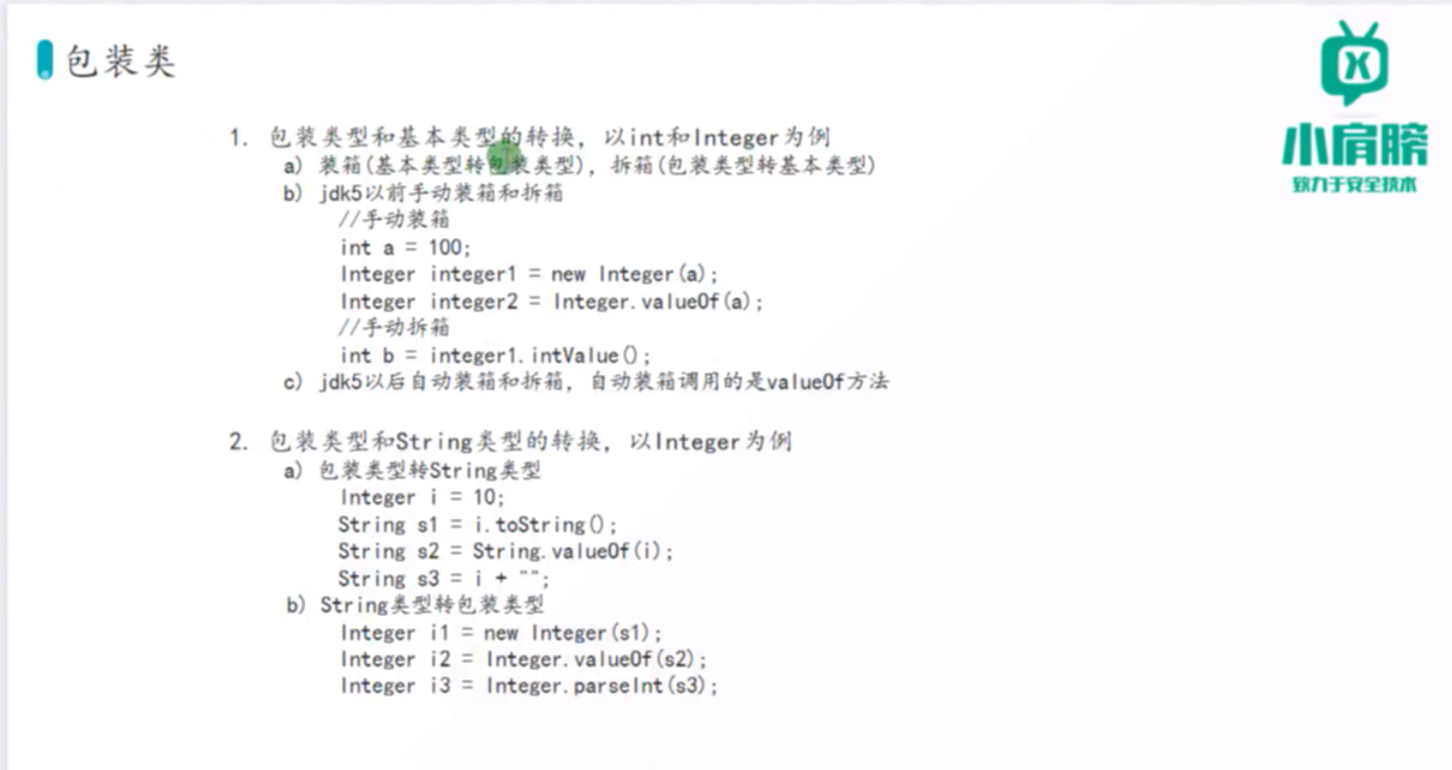 包装类
小肩膀
致力于安全技术
1. 包装类型和基本类型的转换, 以int和Integer为例
a) 装箱(基本类型转包装类型), 拆箱(包装类型转基本类型)
b) jdk5以前手动装箱和拆箱
//手动装箱
int a = 100;
Integer integer1 = new Integer(a);
Integer integer2 = Integer.valueOf(a);
//手动拆箱
int b = integer1.intValue();
c) jdk5以后自动装箱和拆箱, 自动装箱调用的是valueOf方法
2. 包装类型和String类型的转换, 以Integer为例
a) 包装类型转String类型
Integer i = 10;
String s1 = i.toString();
String s2 = String.valueOf(i);
String s3 = i + "";
b) String类型转包装类型
Integer i1 = new Integer(s1);
Integer i2 = Integer.valueOf(s2);
Integer i3 = Integer.parseInt(s3);